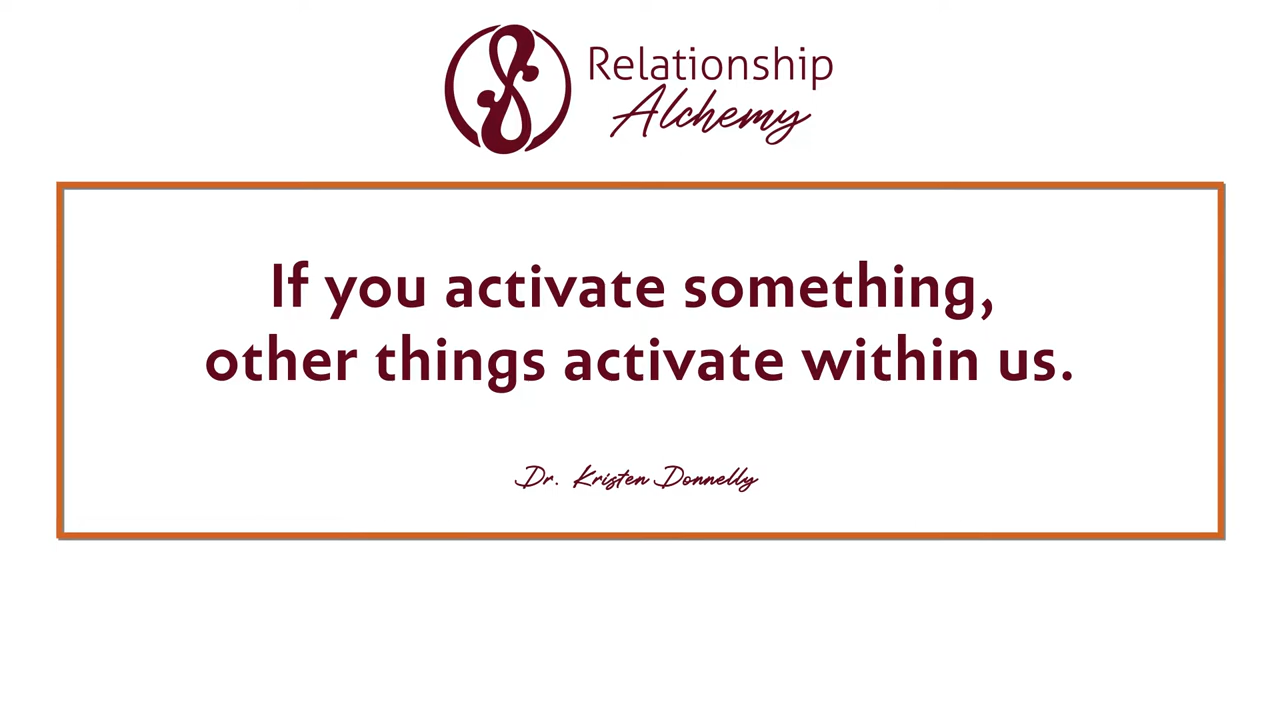 Relationship
Alchemy
If you activate something,
other things activate within us.
Dr. Kristen Donnelly